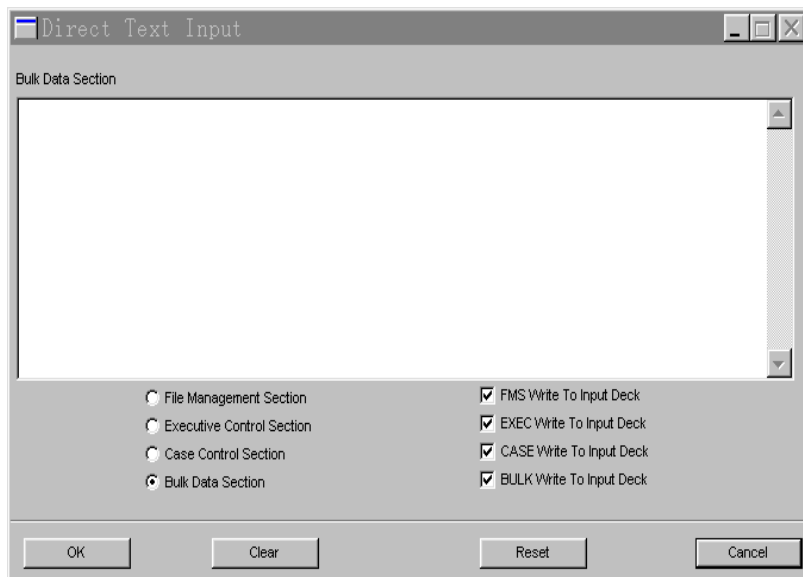 Direct Text Input
Bulk Data Section
File Management Section
Executive Control Section
Case Control Section
Bulk Data Section
FMS Write To Input Deck
EXEC Write To Input Deck
CASE Write To Input Deck
BULK Write To Input Deck
OK Clear Reset Cancel